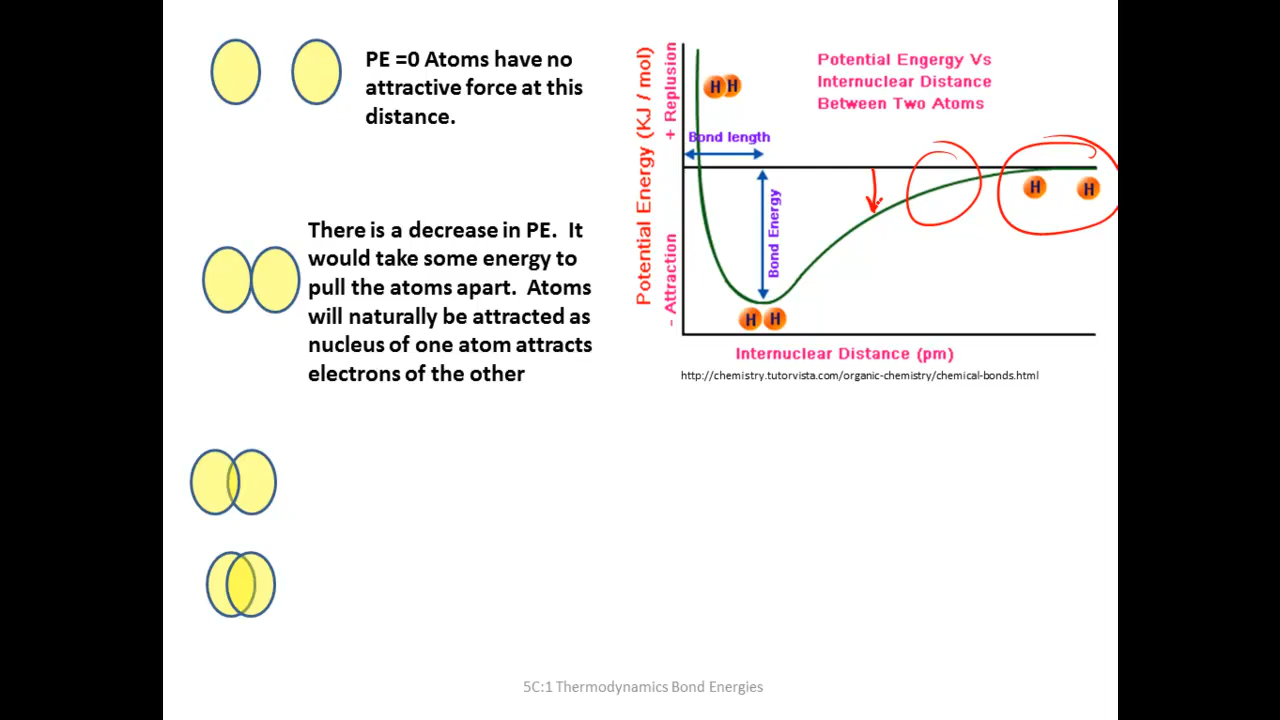 PE =0 Atoms have no
attractive force at this
distance.
There is a decrease in PE.  It
would take some energy to
pull the atoms apart.  Atoms
will naturally be attracted as
nucleus of one atom attracts
electrons of the other
Potential Energy (KJ / mol)
- Attraction
+ Replusion
Potential Engergy Vs
Internuclear Distance
Between Two Atoms
H H
Bond length
Bond Energy
H H
H H
Internuclear Distance (pm)
http://chemistry.tutorvista.com/organic-chemistry/chemical-bonds.html
5C:1 Thermodynamics Bond Energies